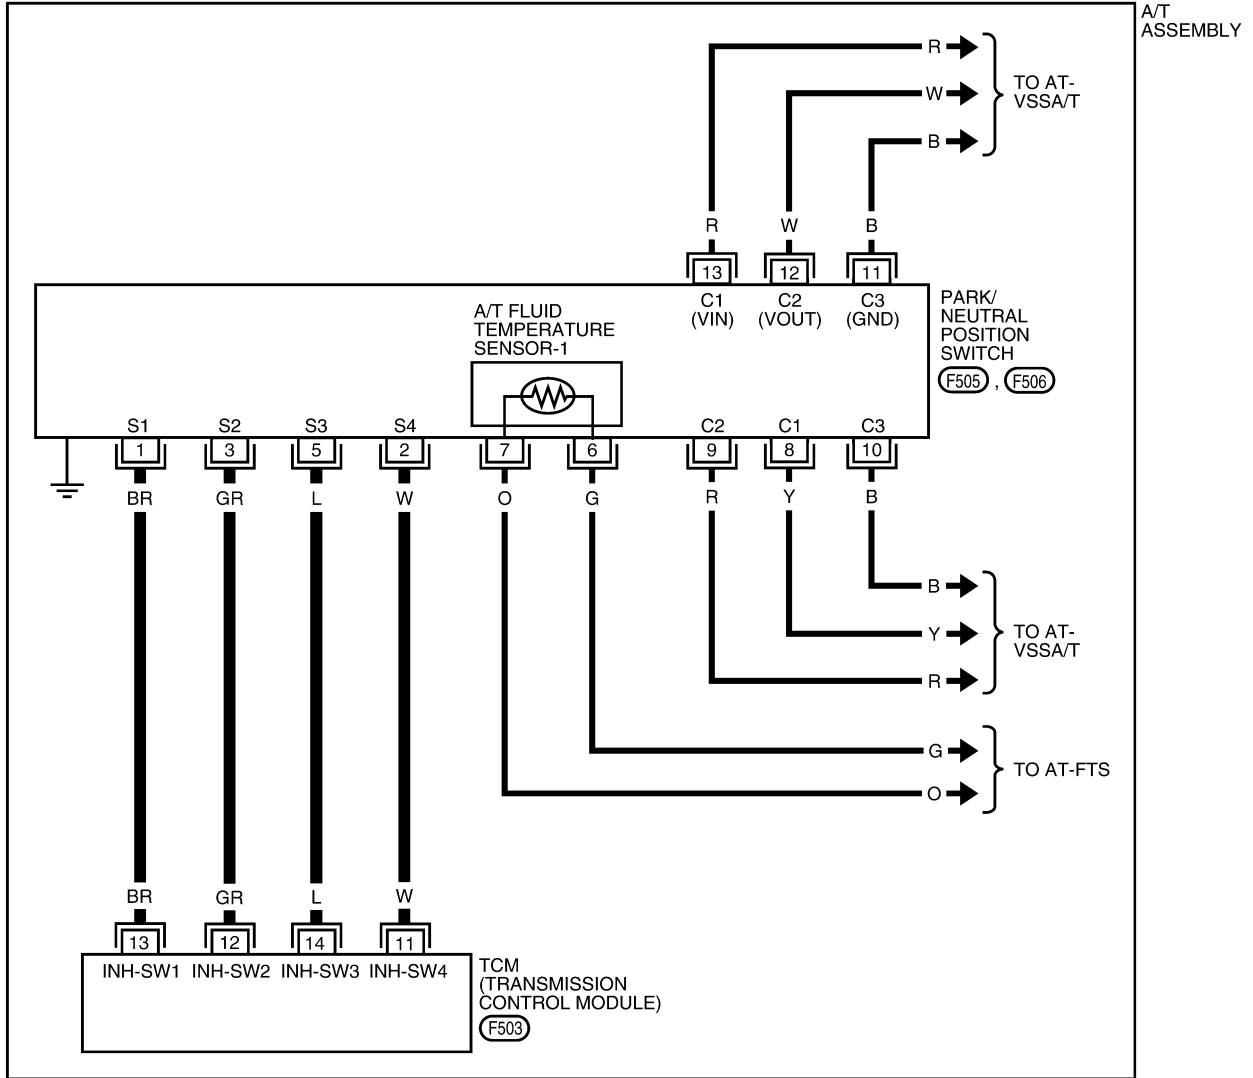 A/T
ASSEMBLY
R
W
B
TO AT-
VSSA/T
R W B
13 12 11
C1 C2 C3
(VIN) (VOUT) (GND)
PARK/
NEUTRAL
POSITION
SWITCH
F505 , F506
A/T FLUID
TEMPERATURE
SENSOR-1
S1 S2 S3 S4 C2 C1 C3
1 3 5 2 7 6 9 8 10
BR GR L W O G R Y B
B
Y
R
TO AT-
VSSA/T
G
O
TO AT-FTS
BR GR L W
13 12 14 11
INH-SW1 INH-SW2 INH-SW3 INH-SW4
TCM
(TRANSMISSION
CONTROL MODULE)
F503